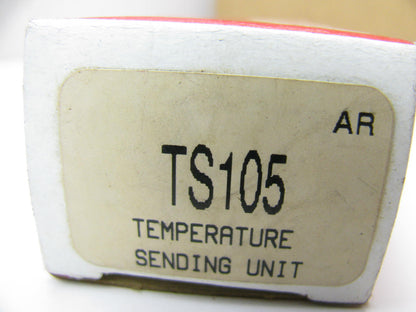 AR
TS105
TEMPERATURE
SENDING UNIT